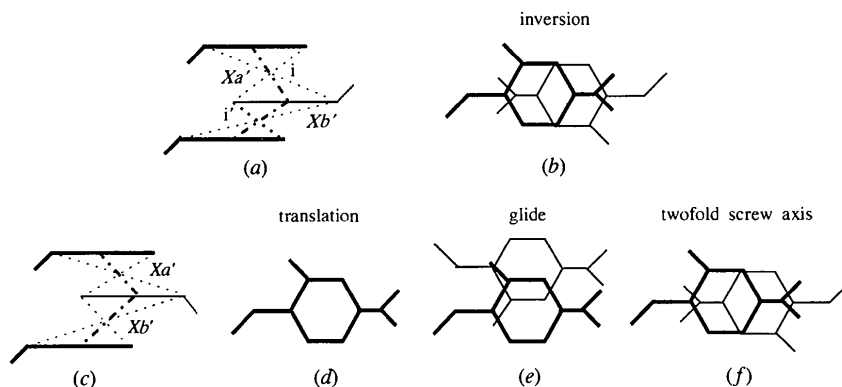 inversion
Xa' i
i' Xb'
(a) (b)
translation glide twofold screw axis
Xa'
Xb'
(c) (d) (e) (f)